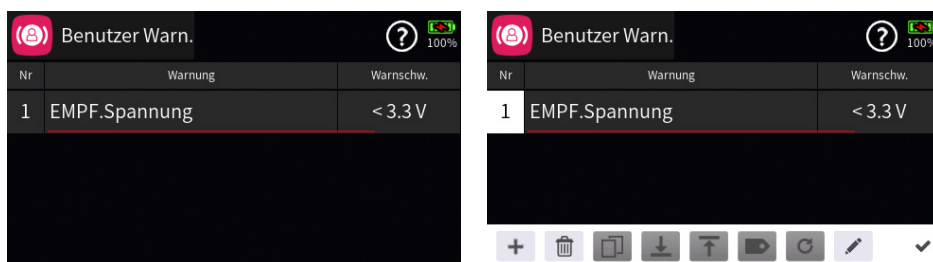 Benutzer Warn.
100%
Nr Warnung Warnschw.
1 EMPF.Spannung < 3.3 V
Benutzer Warn.
100%
Nr Warnung Warnschw.
1 EMPF.Spannung < 3.3 V